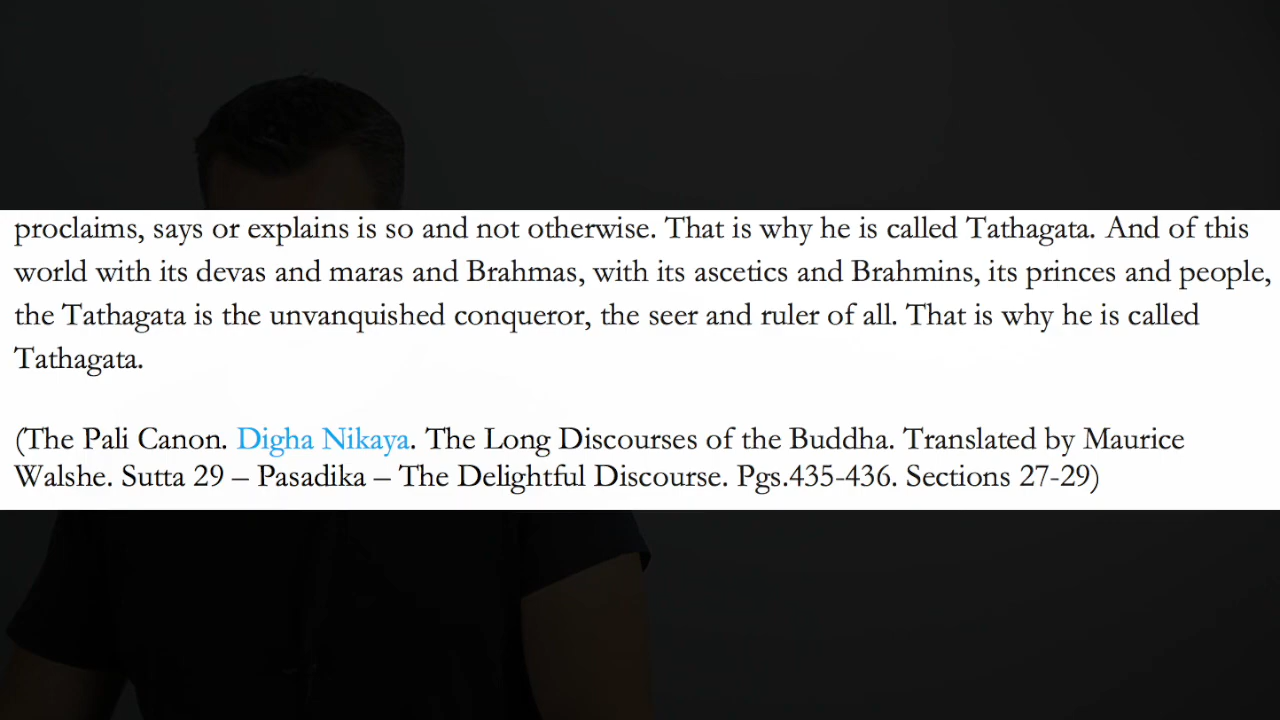 proclaims, says or explains is so and not otherwise. That is why he is called Tathagata. And of this
world with its devas and maras and Brahmas, with its ascetics and Brahmins, its princes and people,
the Tathagata is the unvanquished conqueror, the seer and ruler of all. That is why he is called
Tathagata.
(The Pali Canon. Digha Nikaya. The Long Discourses of the Buddha. Translated by Maurice
Walshe. Sutta 29 – Pasadika – The Delightful Discourse. Pgs.435-436. Sections 27-29)